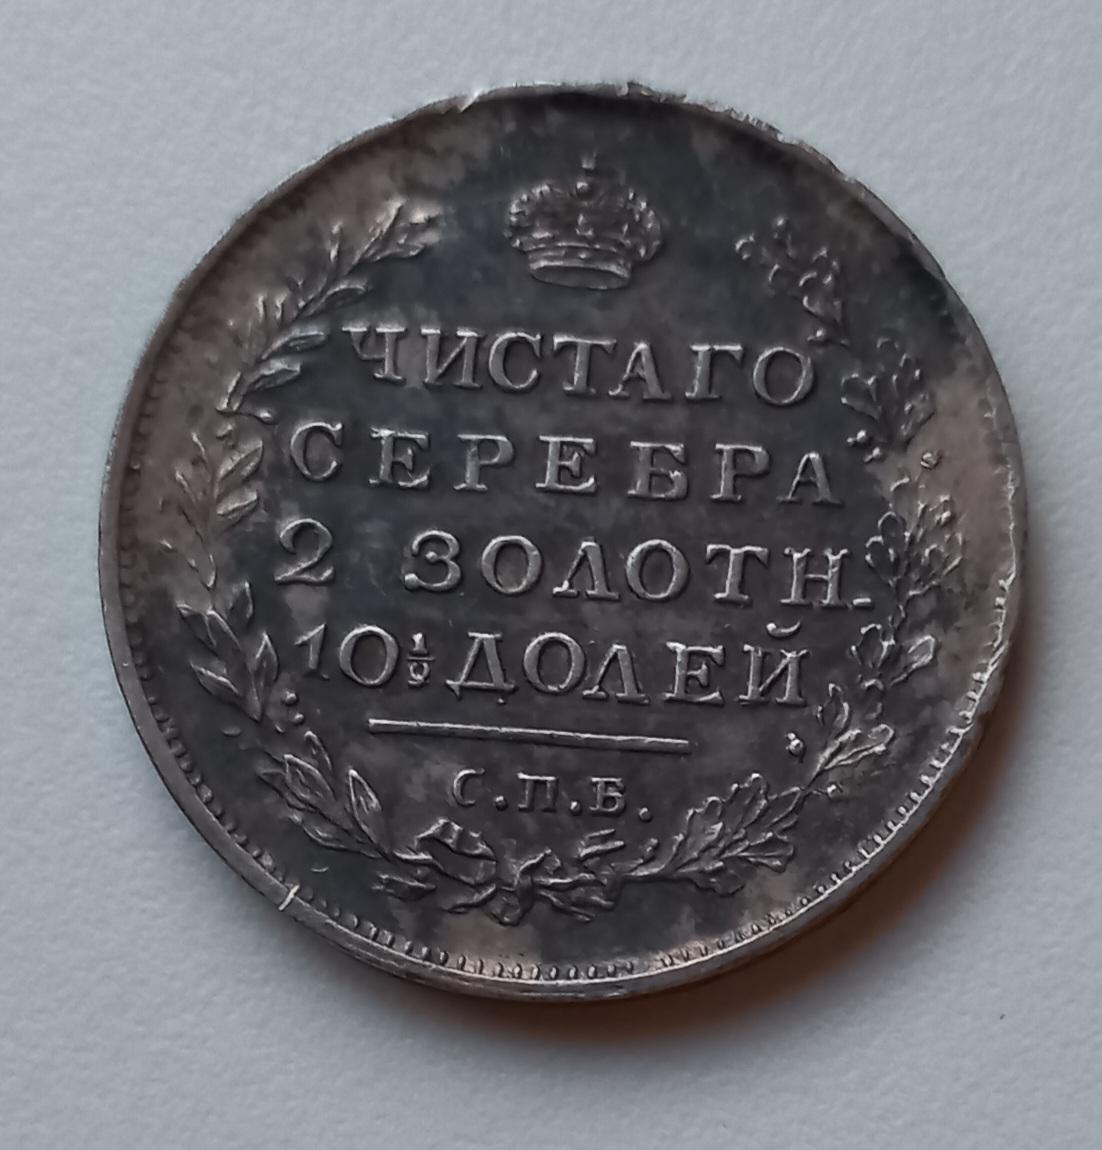 ЧИСТАГО
СЕРЕБРА
2 ЗОЛОТН.
10½ ДОЛЕЙ
С.П.Б.